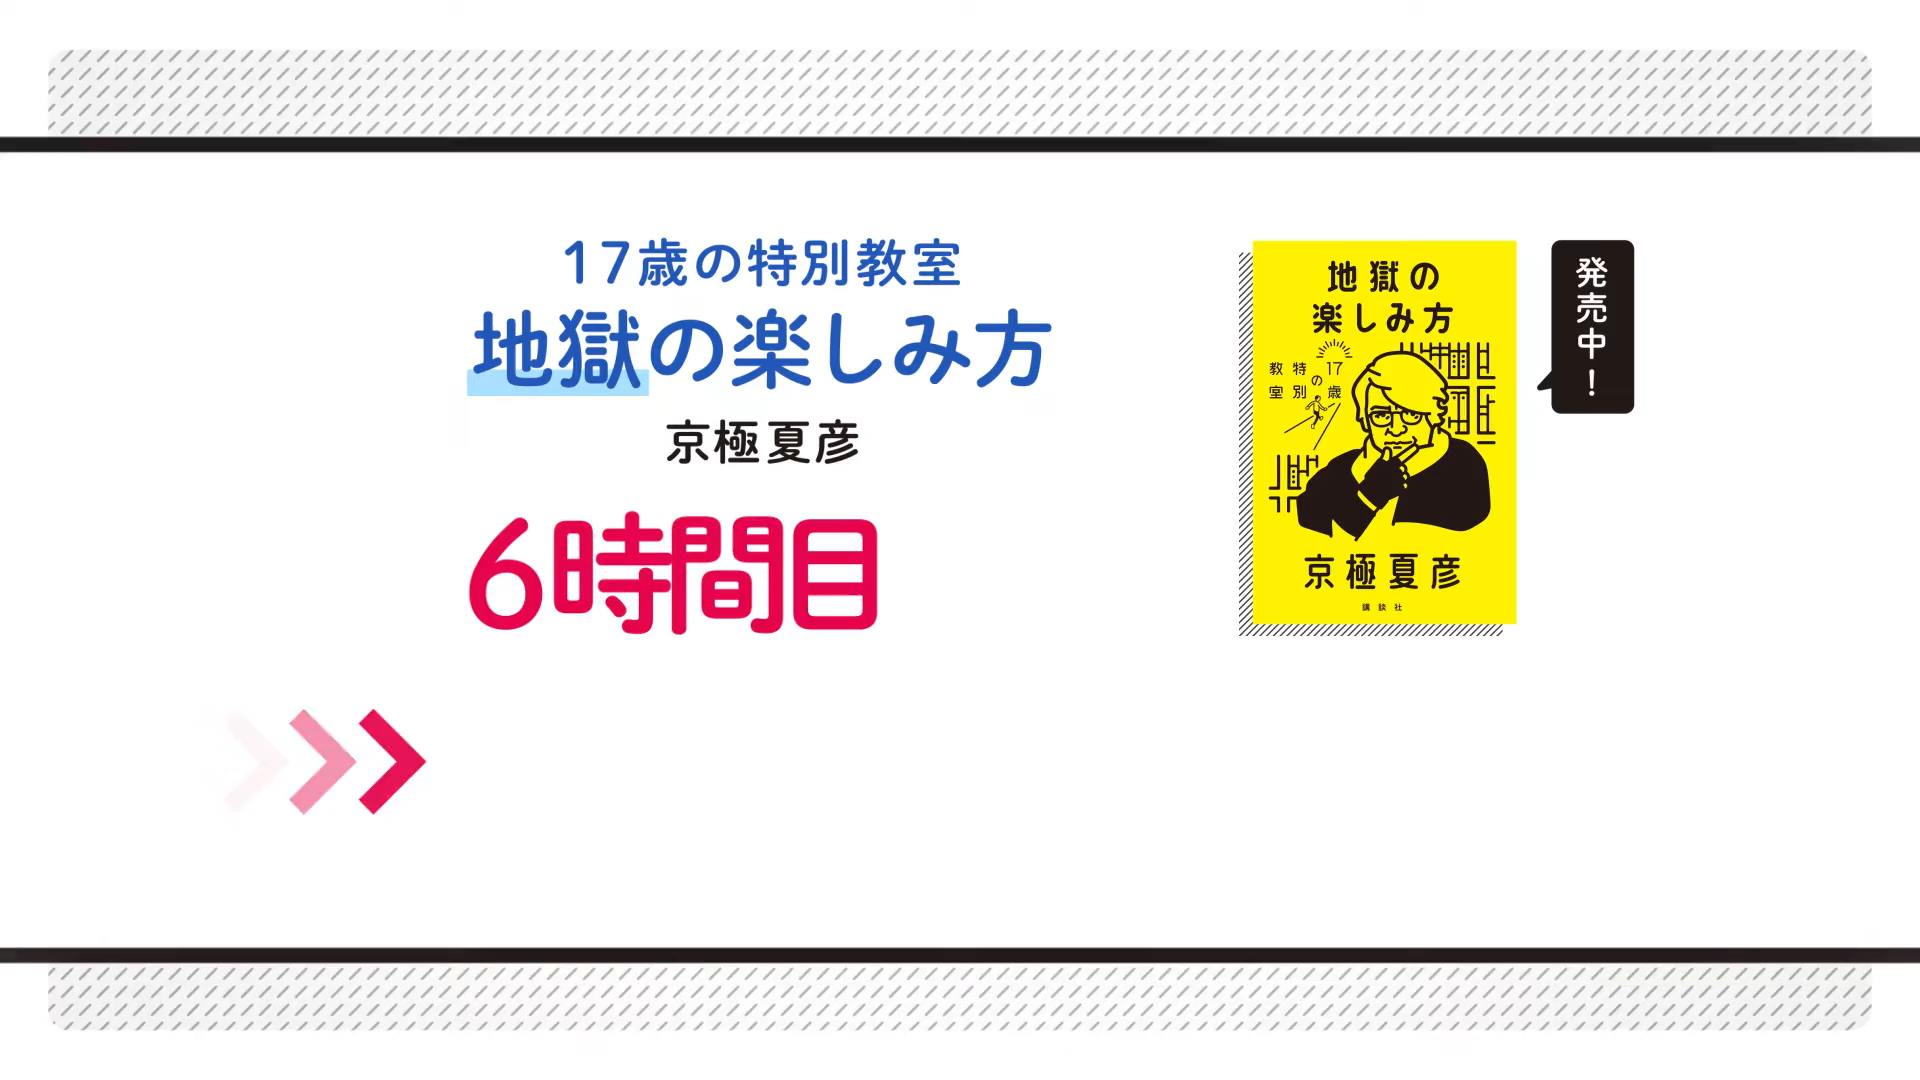 17歳の特別教室
地獄の楽しみ方
京極夏彦
6時間目
地獄の
楽しみ方
17歳の
特別
教室
京極夏彦
講談社
発売中!